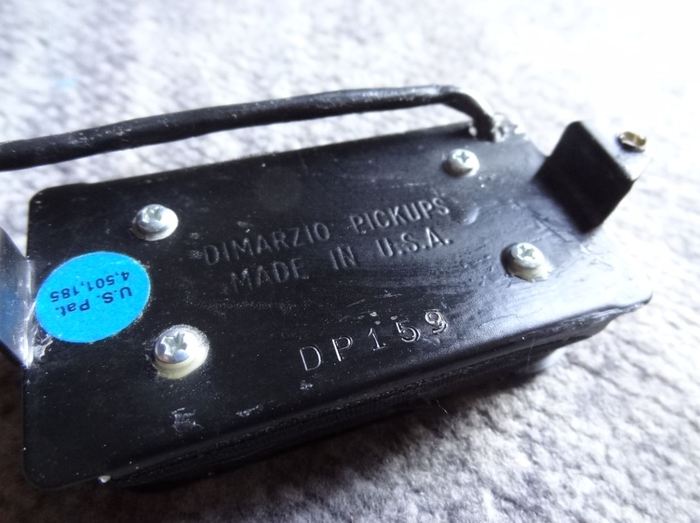 DIMARZIO PICKUPS
MADE IN U.S.A.
U.S. Pat.
4,501,185
DP159